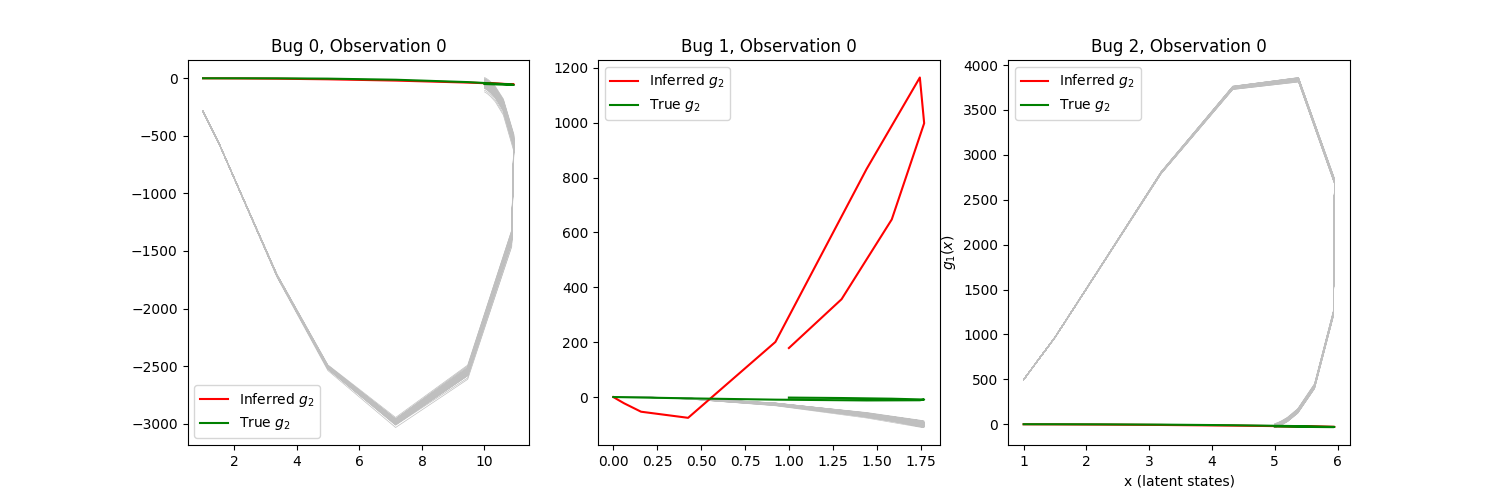 Bug 0, Observation 0
0
−500
−1000
−1500
−2000
−2500
−3000
2 4 6 8 10
Inferred g₂
True g₂
Bug 1, Observation 0
1200
1000
800
600
400
200
0
0.00 0.25 0.50 0.75 1.00 1.25 1.50 1.75
Inferred g₂
True g₂
Bug 2, Observation 0
g₁(x)
4000
3500
3000
2500
2000
1500
1000
500
0
1 2 3 4 5 6
x (latent states)
Inferred g₂
True g₂